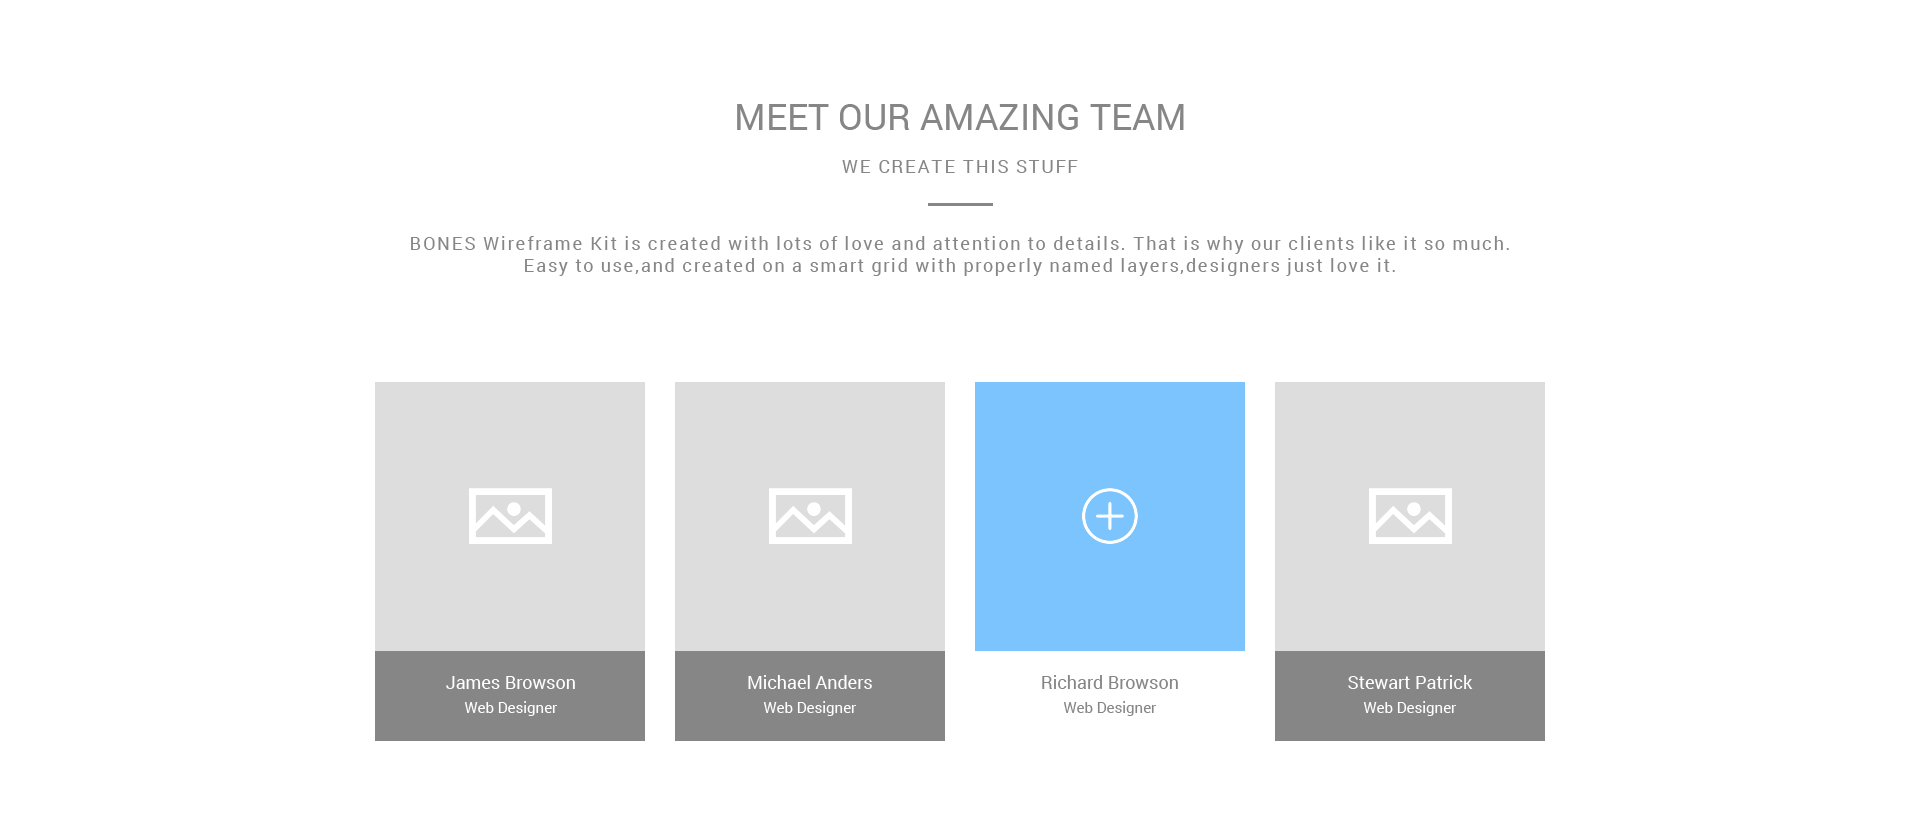 MEET OUR AMAZING TEAM
WE CREATE THIS STUFF
BONES Wireframe Kit is created with lots of love and attention to details. That is why our clients like it so much.
Easy to use,and created on a smart grid with properly named layers,designers just love it.
James Browson
Web Designer
Michael Anders
Web Designer
Richard Browson
Web Designer
Stewart Patrick
Web Designer